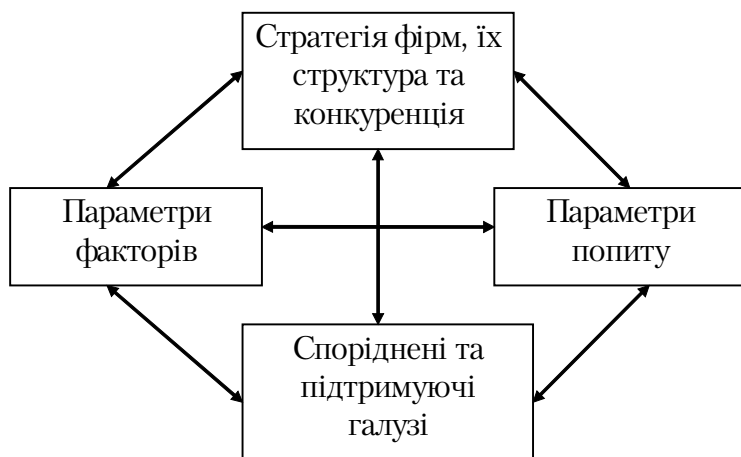 Стратегія фірм, їх
структура та
конкуренція
Параметри
факторів
Параметри
попиту
Споріднені та
підтримуючі
галузі